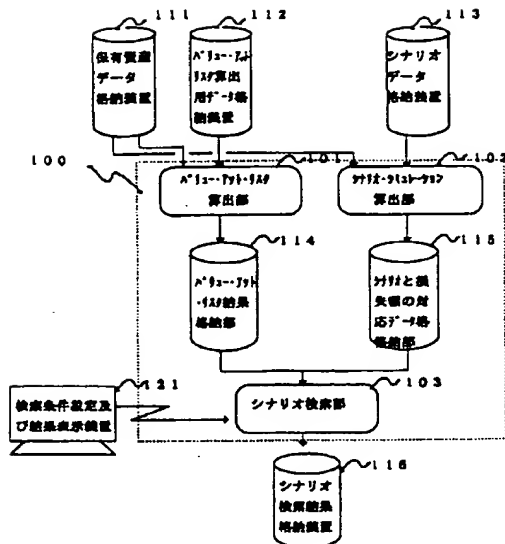 111
112
113
保有資産
データ
格納装置
バリュー・アット
リスク算出
用データ格
納装置
シナリオ
データ
格納装置
100
101
102
バリュー・アット・リスク
算出部
シナリオ・シミュレーション
算出部
114
115
バリュー・アット
・リスク結果
格納部
シナリオと損
失額の対
応データ格
格納部
121
検索条件設定及
び結果表示装置
103
シナリオ検索部
116
シナリオ
検索結果
格納装置